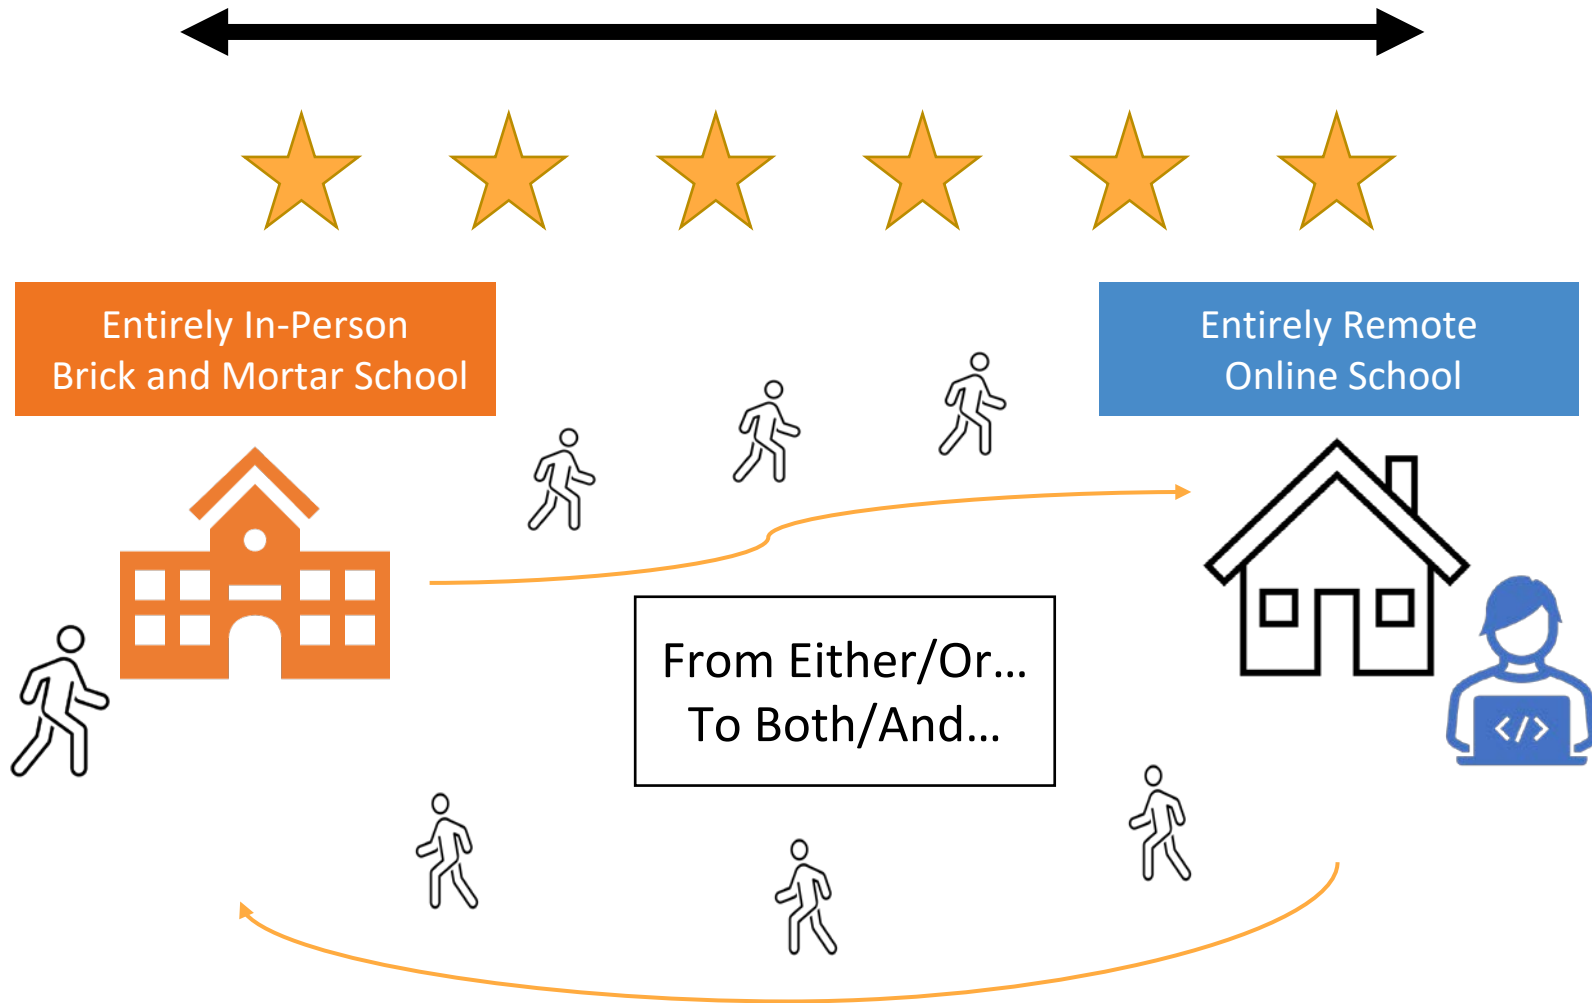 Entirely In-Person
Brick and Mortar School
Entirely Remote
Online School
From Either/Or…
To Both/And…
</>